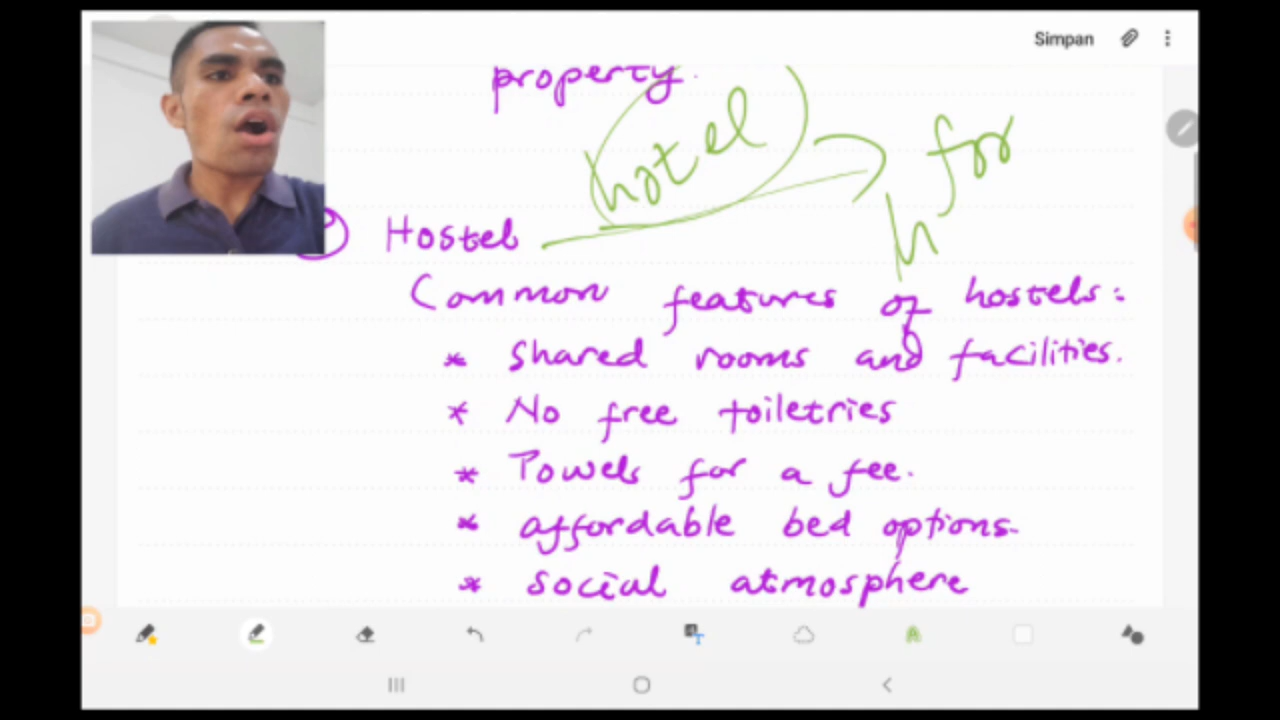 Simpan
property.
hotel
for
h
Hostel
Common features of hostels:
* Shared rooms and facilities.
* No free toiletries
* Towels for a fee.
* affordable bed options.
* social atmosphere